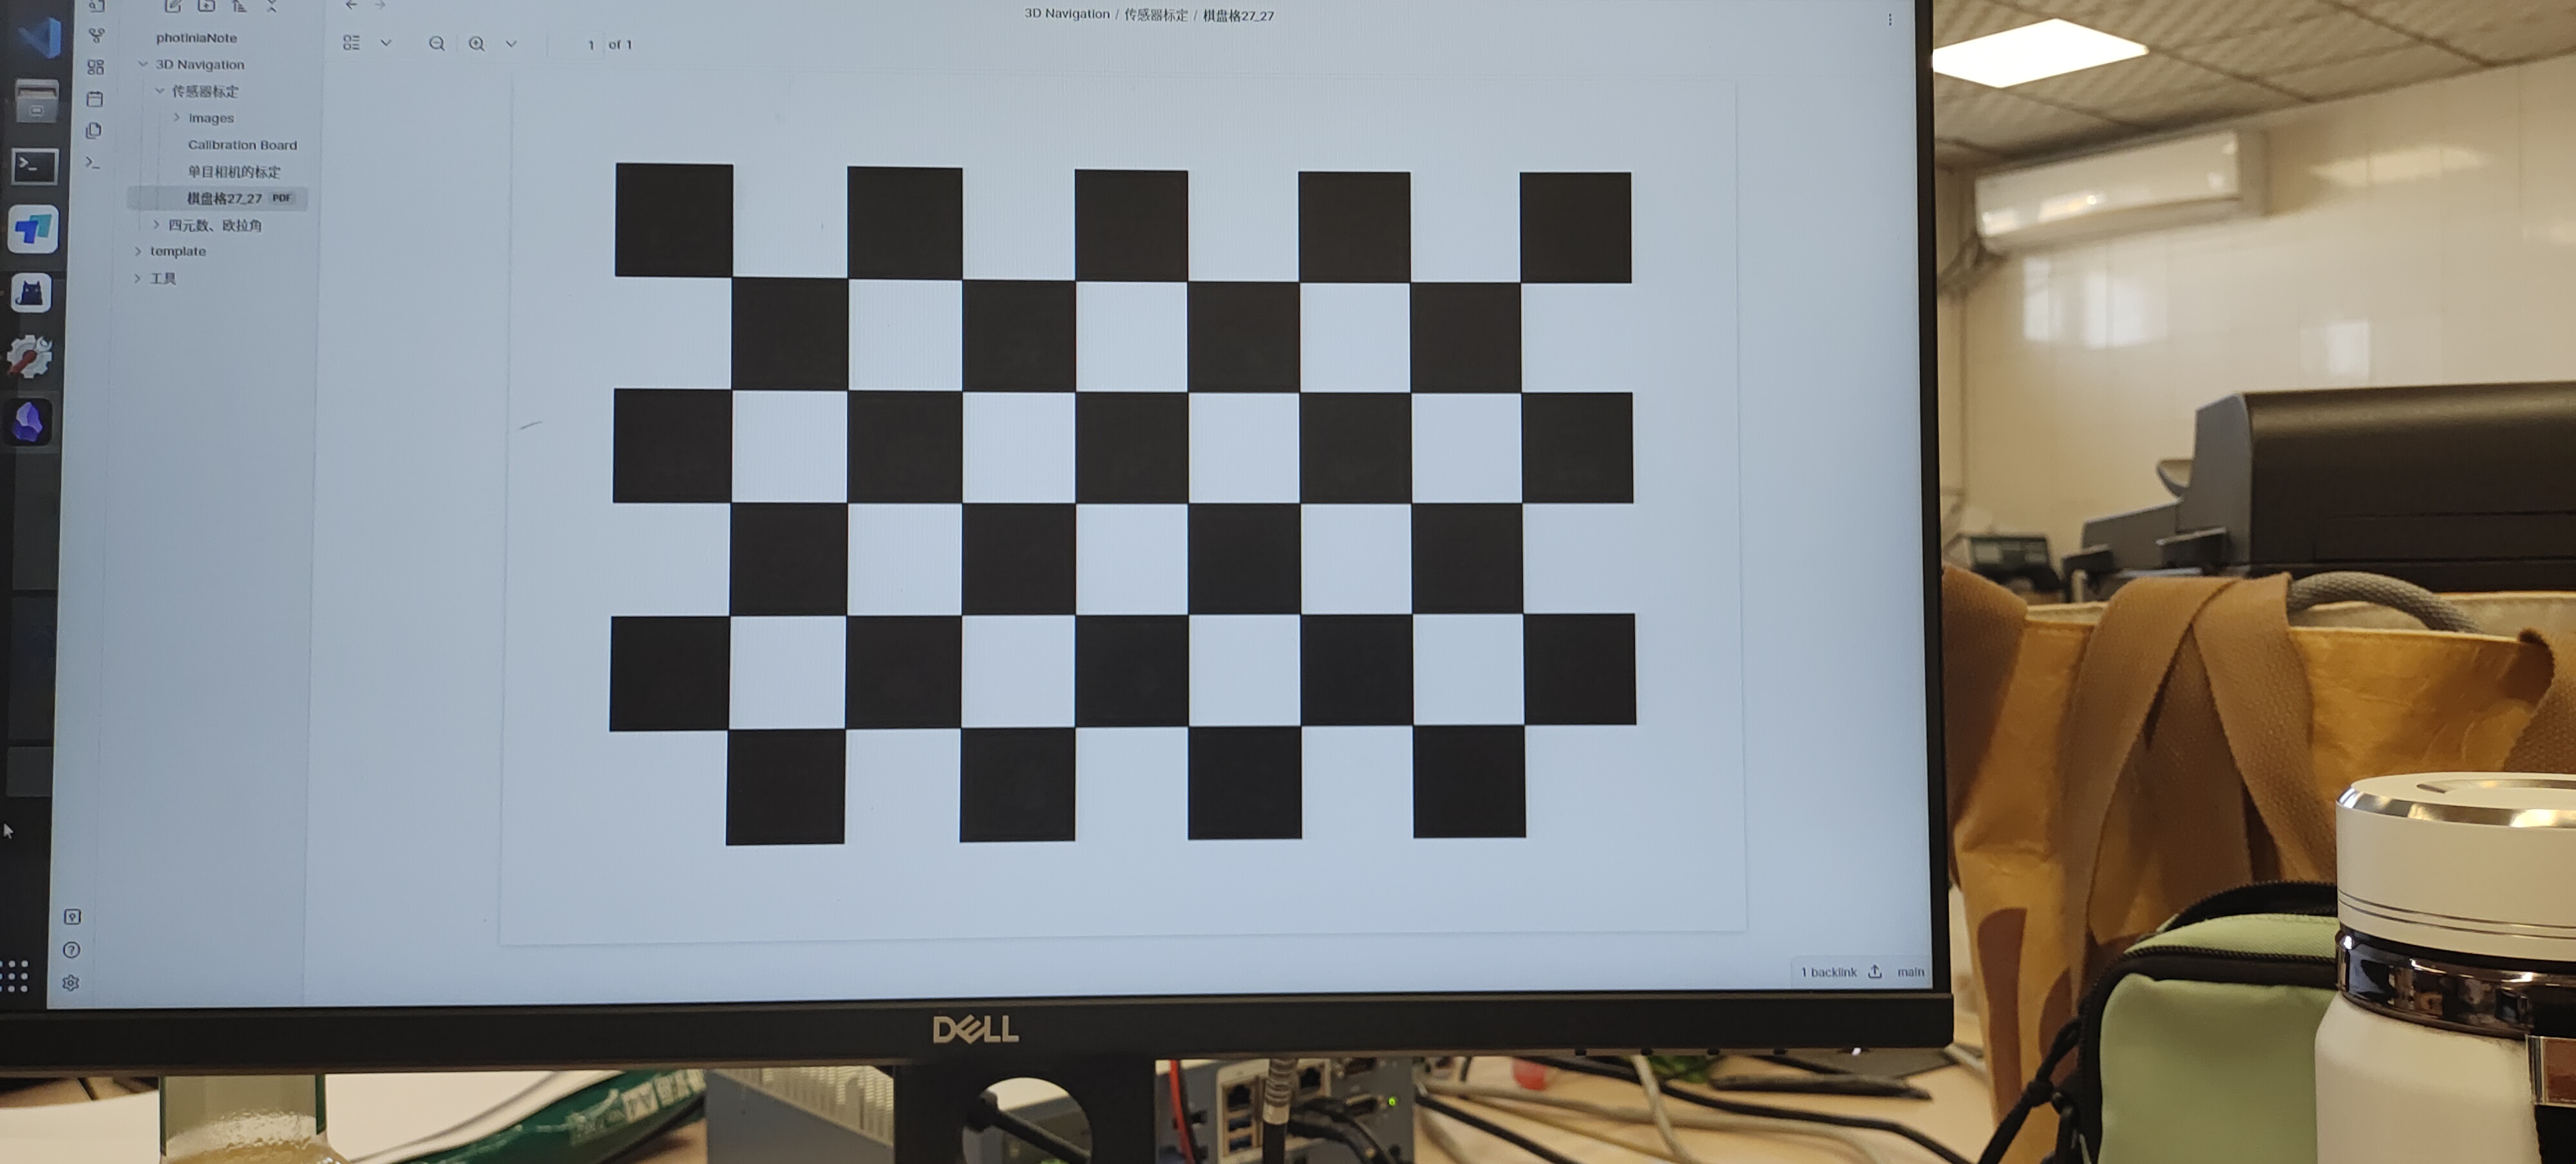 3D Navigation / 传感器标定 / 棋盘格27_27
1 of 1
photiniaNote
3D Navigation
传感器标定
images
Calibration Board
单目相机的标定
棋盘格27_27 PDF
四元数、欧拉角
template
工具
1 backlink main
DELL